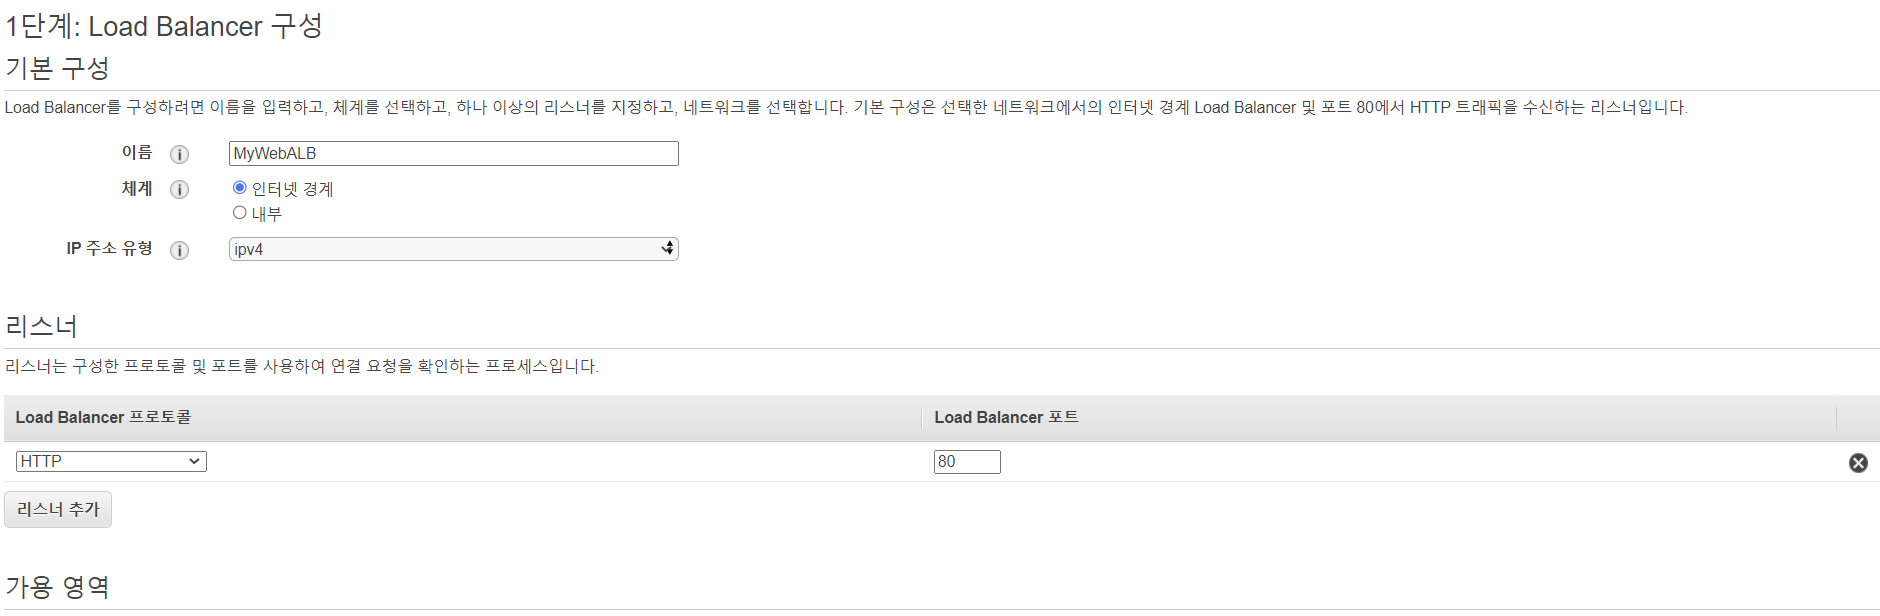 1단계: Load Balancer 구성
기본 구성
Load Balancer를 구성하려면 이름을 입력하고, 체계를 선택하고, 하나 이상의 리스너를 지정하고, 네트워크를 선택합니다. 기본 구성은 선택한 네트워크에서의 인터넷 경계 Load Balancer 및 포트 80에서 HTTP 트래픽을 수신하는 리스너입니다.
이름 i MyWebALB
체계 i 인터넷 경계
내부
IP 주소 유형 i ipv4
리스너
리스너는 구성한 프로토콜 및 포트를 사용하여 연결 요청을 확인하는 프로세스입니다.
Load Balancer 프로토콜 Load Balancer 포트
HTTP 80
리스너 추가
가용 영역